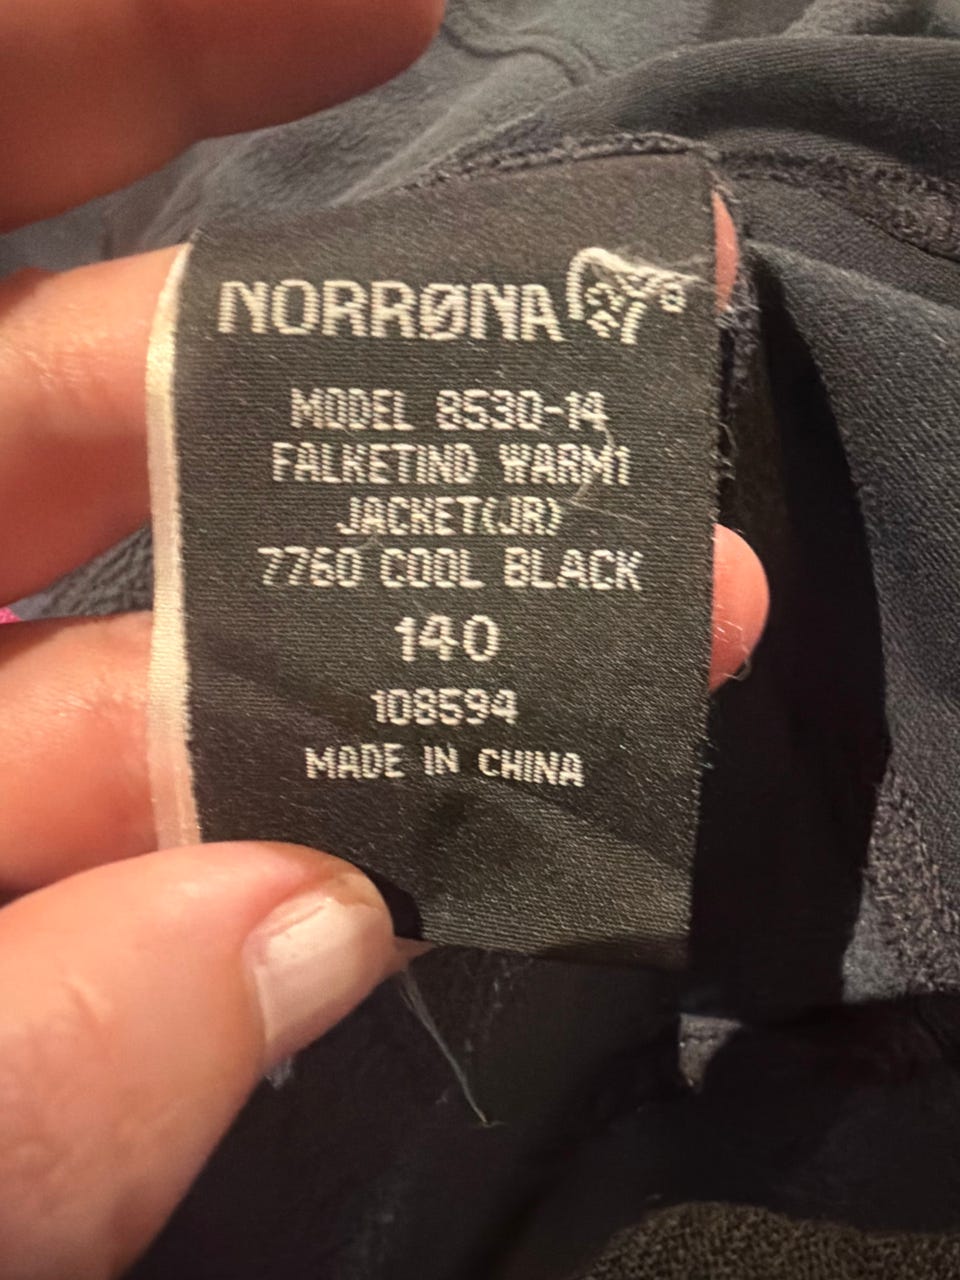 NORRØNA
MODEL 8530-14
FALKETIND WARM1
JACKET(JR)
7760 COOL BLACK
140
108594
MADE IN CHINA